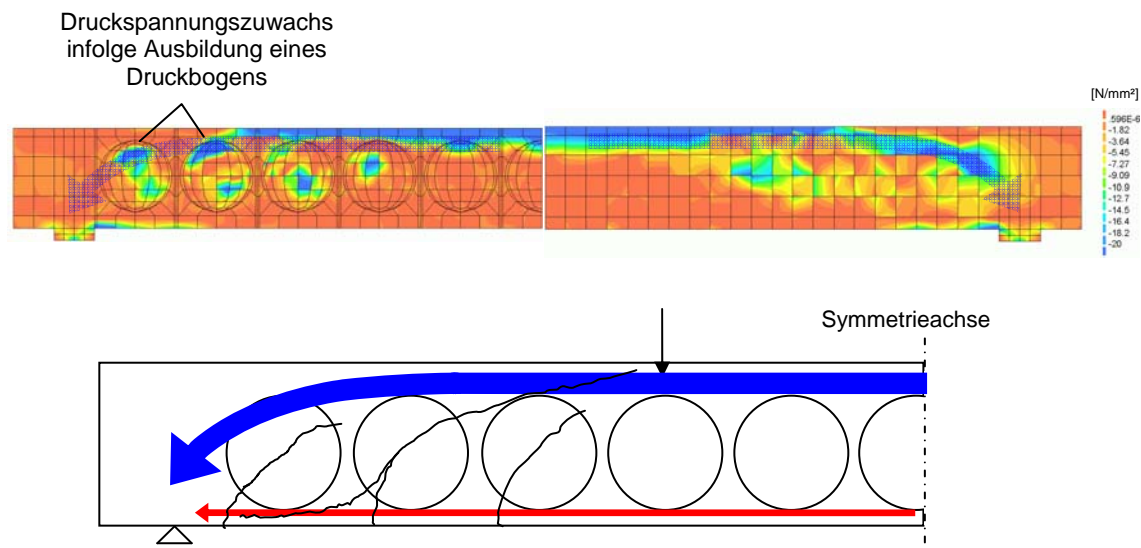 Druckspannungszuwachs
infolge Ausbildung eines
Druckbogens
[N/mm²]
.596E-6
-1.82
-3.64
-5.45
-7.27
-9.09
-10.9
-12.7
-14.5
-16.4
-18.2
-20
Symmetrieachse